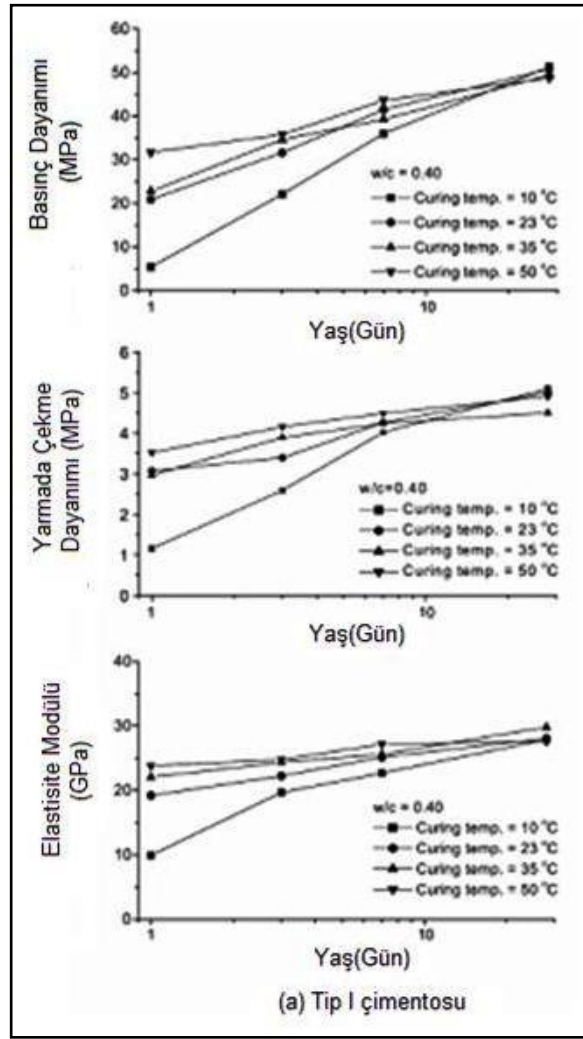 Basınç Dayanımı
(MPa)
60
50
40
30
20
10
0
w/c = 0.40
Curing temp. = 10 °C
Curing temp. = 23 °C
Curing temp. = 35 °C
Curing temp. = 50 °C
1
10
Yaş(Gün)
Yarmada Çekme
Dayanımı (MPa)
6
5
4
3
2
1
0
w/c=0.40
Curing temp. = 10 °C
Curing temp. = 23 °C
Curing temp. = 35 °C
Curing temp. = 50 °C
1
10
Yaş(Gün)
Elastisite Modülü
(GPa)
40
30
20
10
0
w/c = 0.40
Curing temp. = 10 °C
Curing temp. = 23 °C
Curing temp. = 35 °C
Curing temp. = 50 °C
1
10
Yaş(Gün)
(a) Tip I çimentosu